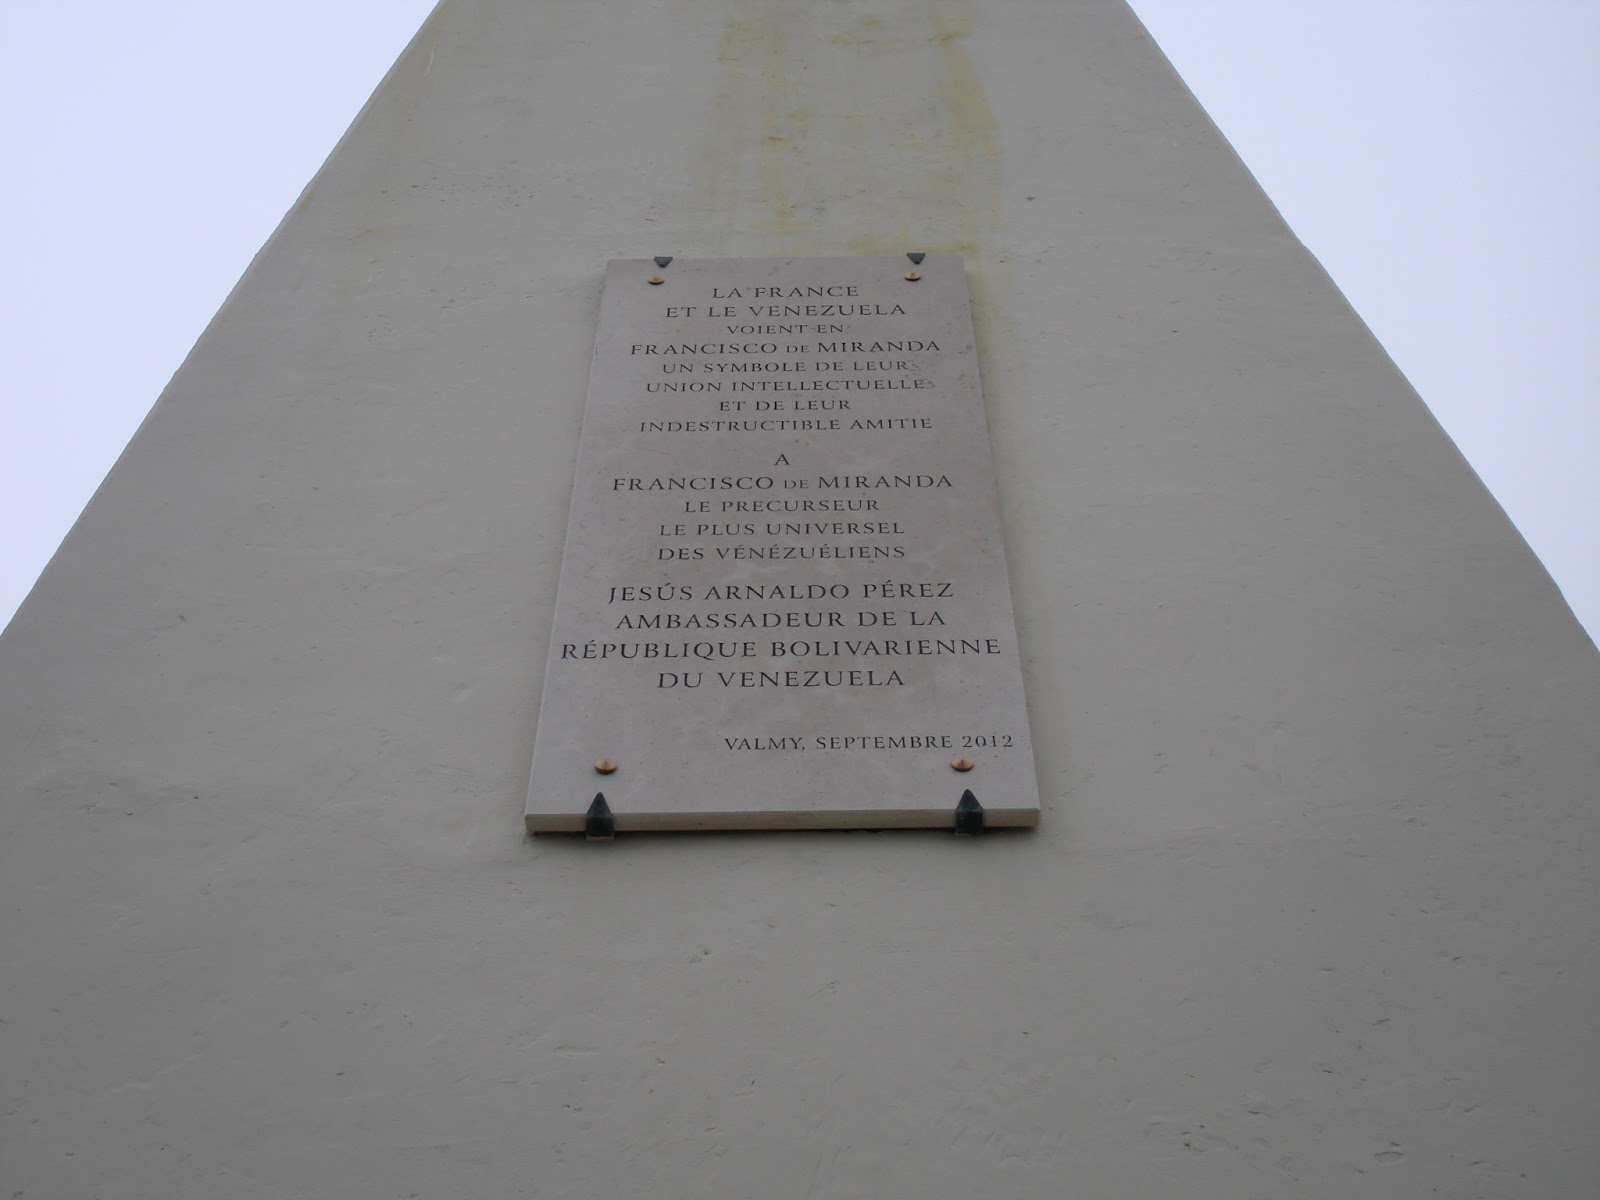 LA FRANCE
ET LE VENEZUELA
VOIENT EN
FRANCISCO DE MIRANDA
UN SYMBOLE DE LEUR
UNION INTELLECTUELLE
ET DE LEUR
INDESTRUCTIBLE AMITIE
A
FRANCISCO DE MIRANDA
LE PRECURSEUR
LE PLUS UNIVERSEL
DES VÉNÉZUÉLIENS
JESÚS ARNALDO PÉREZ
AMBASSADEUR DE LA
RÉPUBLIQUE BOLIVARIENNE
DU VENEZUELA
VALMY, SEPTEMBRE 2012